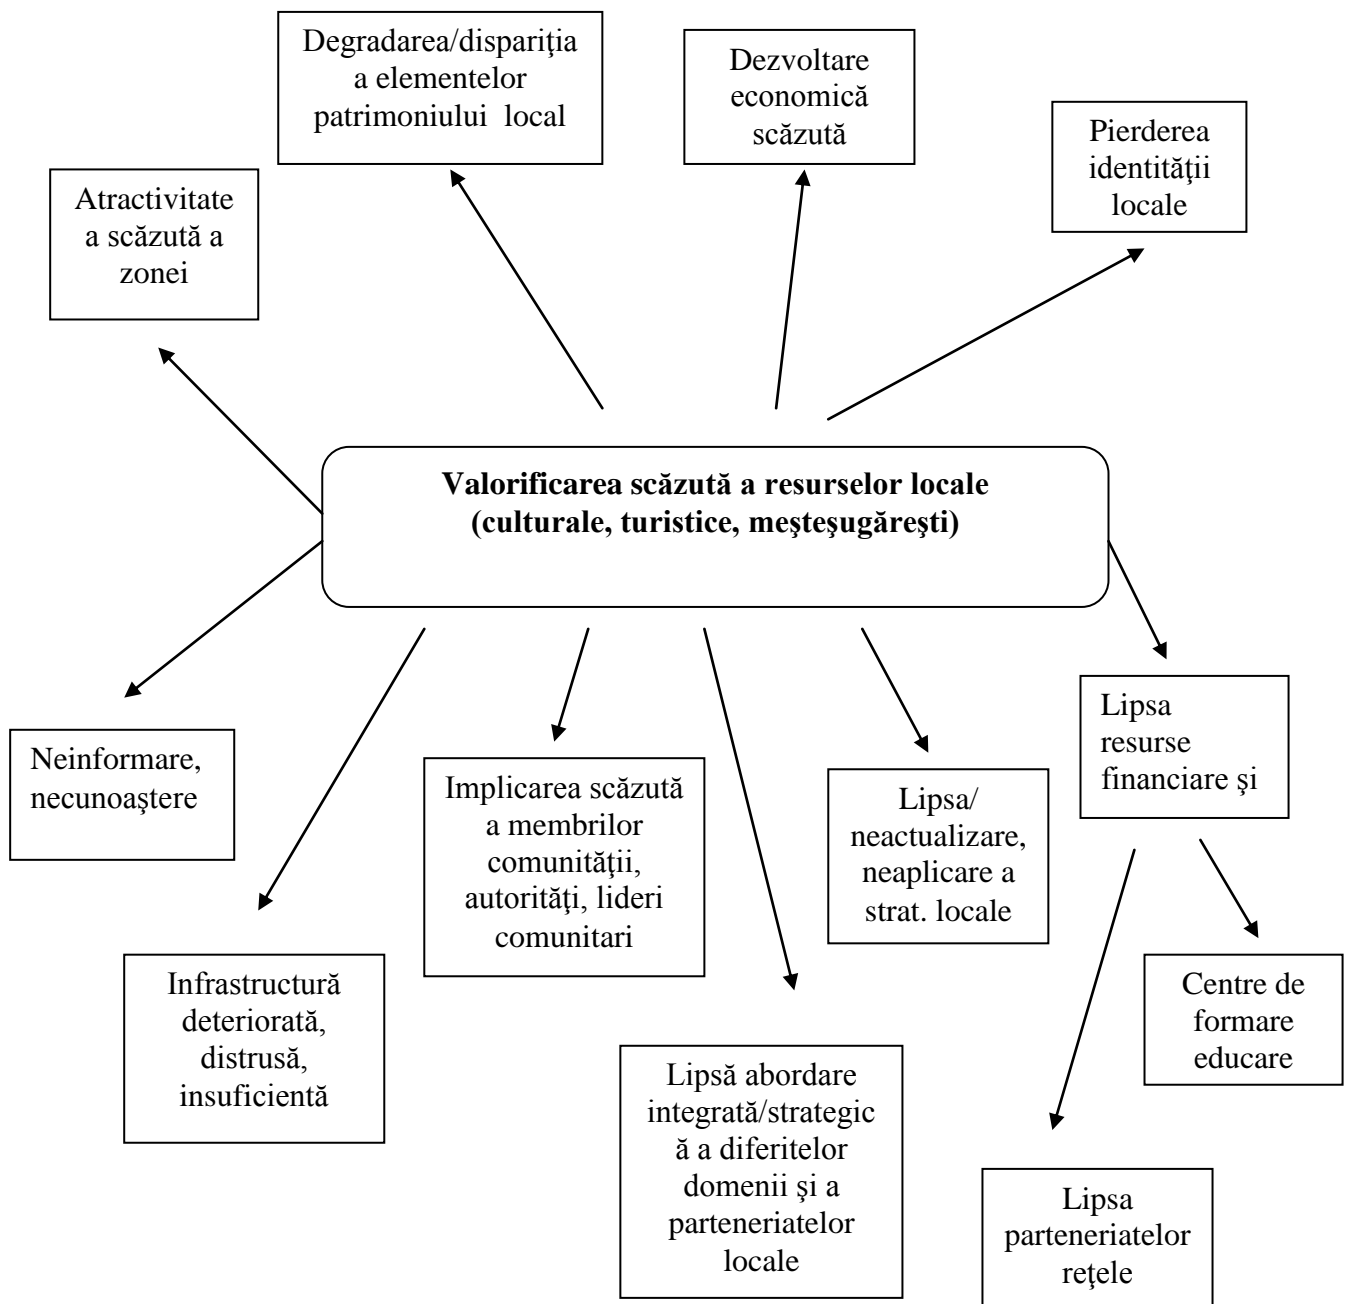 Degradarea/dispariţia
a elementelor
patrimoniului local
Dezvoltare
economică
scăzută
Pierderea
identităţii
locale
Atractivitate
a scăzută a
zonei
Valorificarea scăzută a resurselor locale
(culturale, turistice, meşteşugăreşti)
Neinformare,
necunoaştere
Infrastructură
deteriorată,
distrusă,
insuficientă
Implicarea scăzută
a membrilor
comunităţii,
autorităţi, lideri
comunitari
Lipsă abordare
integrată/strategic
ă a diferitelor
domenii şi a
parteneriatelor
locale
Lipsa/
neactualizare,
neaplicare a
strat. locale
Lipsa
resurse
financiare şi
Centre de
formare
educare
Lipsa
parteneriatelor
reţele